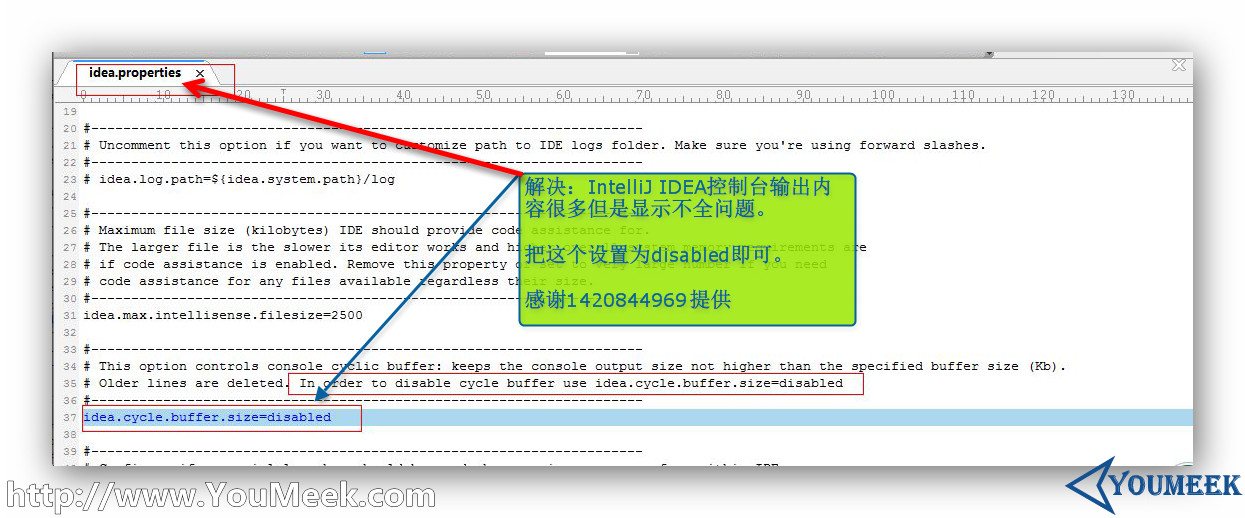 idea.properties
0 10 20 30 40 50 60 70 80 90 100 110 120 130
19
20 #----------------------------------------------------------------------
21 # Uncomment this option if you want to customize path to IDE logs folder. Make sure you're using forward slashes.
22 #----------------------------------------------------------------------
23 # idea.log.path=${idea.system.path}/log
24
25 #----------------------------------------------------------------------
26 # Maximum file size (kilobytes) IDE should provide code assistance for.
27 # The larger file is the slower its editor works and higher overall system memory requirements are
28 # if code assistance is enabled. Remove this property or set to very large number if you need
29 # code assistance for any files available regardless their size.
30 #----------------------------------------------------------------------
31 idea.max.intellisense.filesize=2500
32
33 #----------------------------------------------------------------------
34 # This option controls console cyclic buffer: keeps the console output size not higher than the specified buffer size (Kb).
35 # Older lines are deleted. In order to disable cycle buffer use idea.cycle.buffer.size=disabled
36 #----------------------------------------------------------------------
37 idea.cycle.buffer.size=disabled
38
39 #----------------------------------------------------------------------
解决：IntelliJ IDEA控制台输出内
容很多但是显示不全问题。
把这个设置为disabled即可。
感谢1420844969提供
http://www.YouMeek.com
YOUMEEK